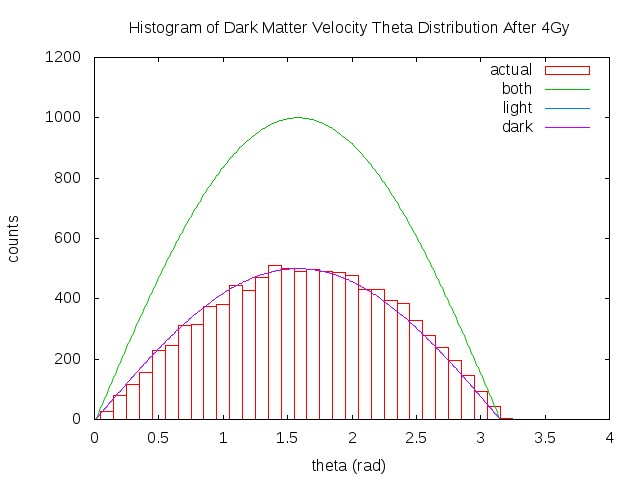 Histogram of Dark Matter Velocity Theta Distribution After 4Gy
1200
1000
800
600
400
200
0
counts
actual
both
light
dark
0 0.5 1 1.5 2 2.5 3 3.5 4
theta (rad)